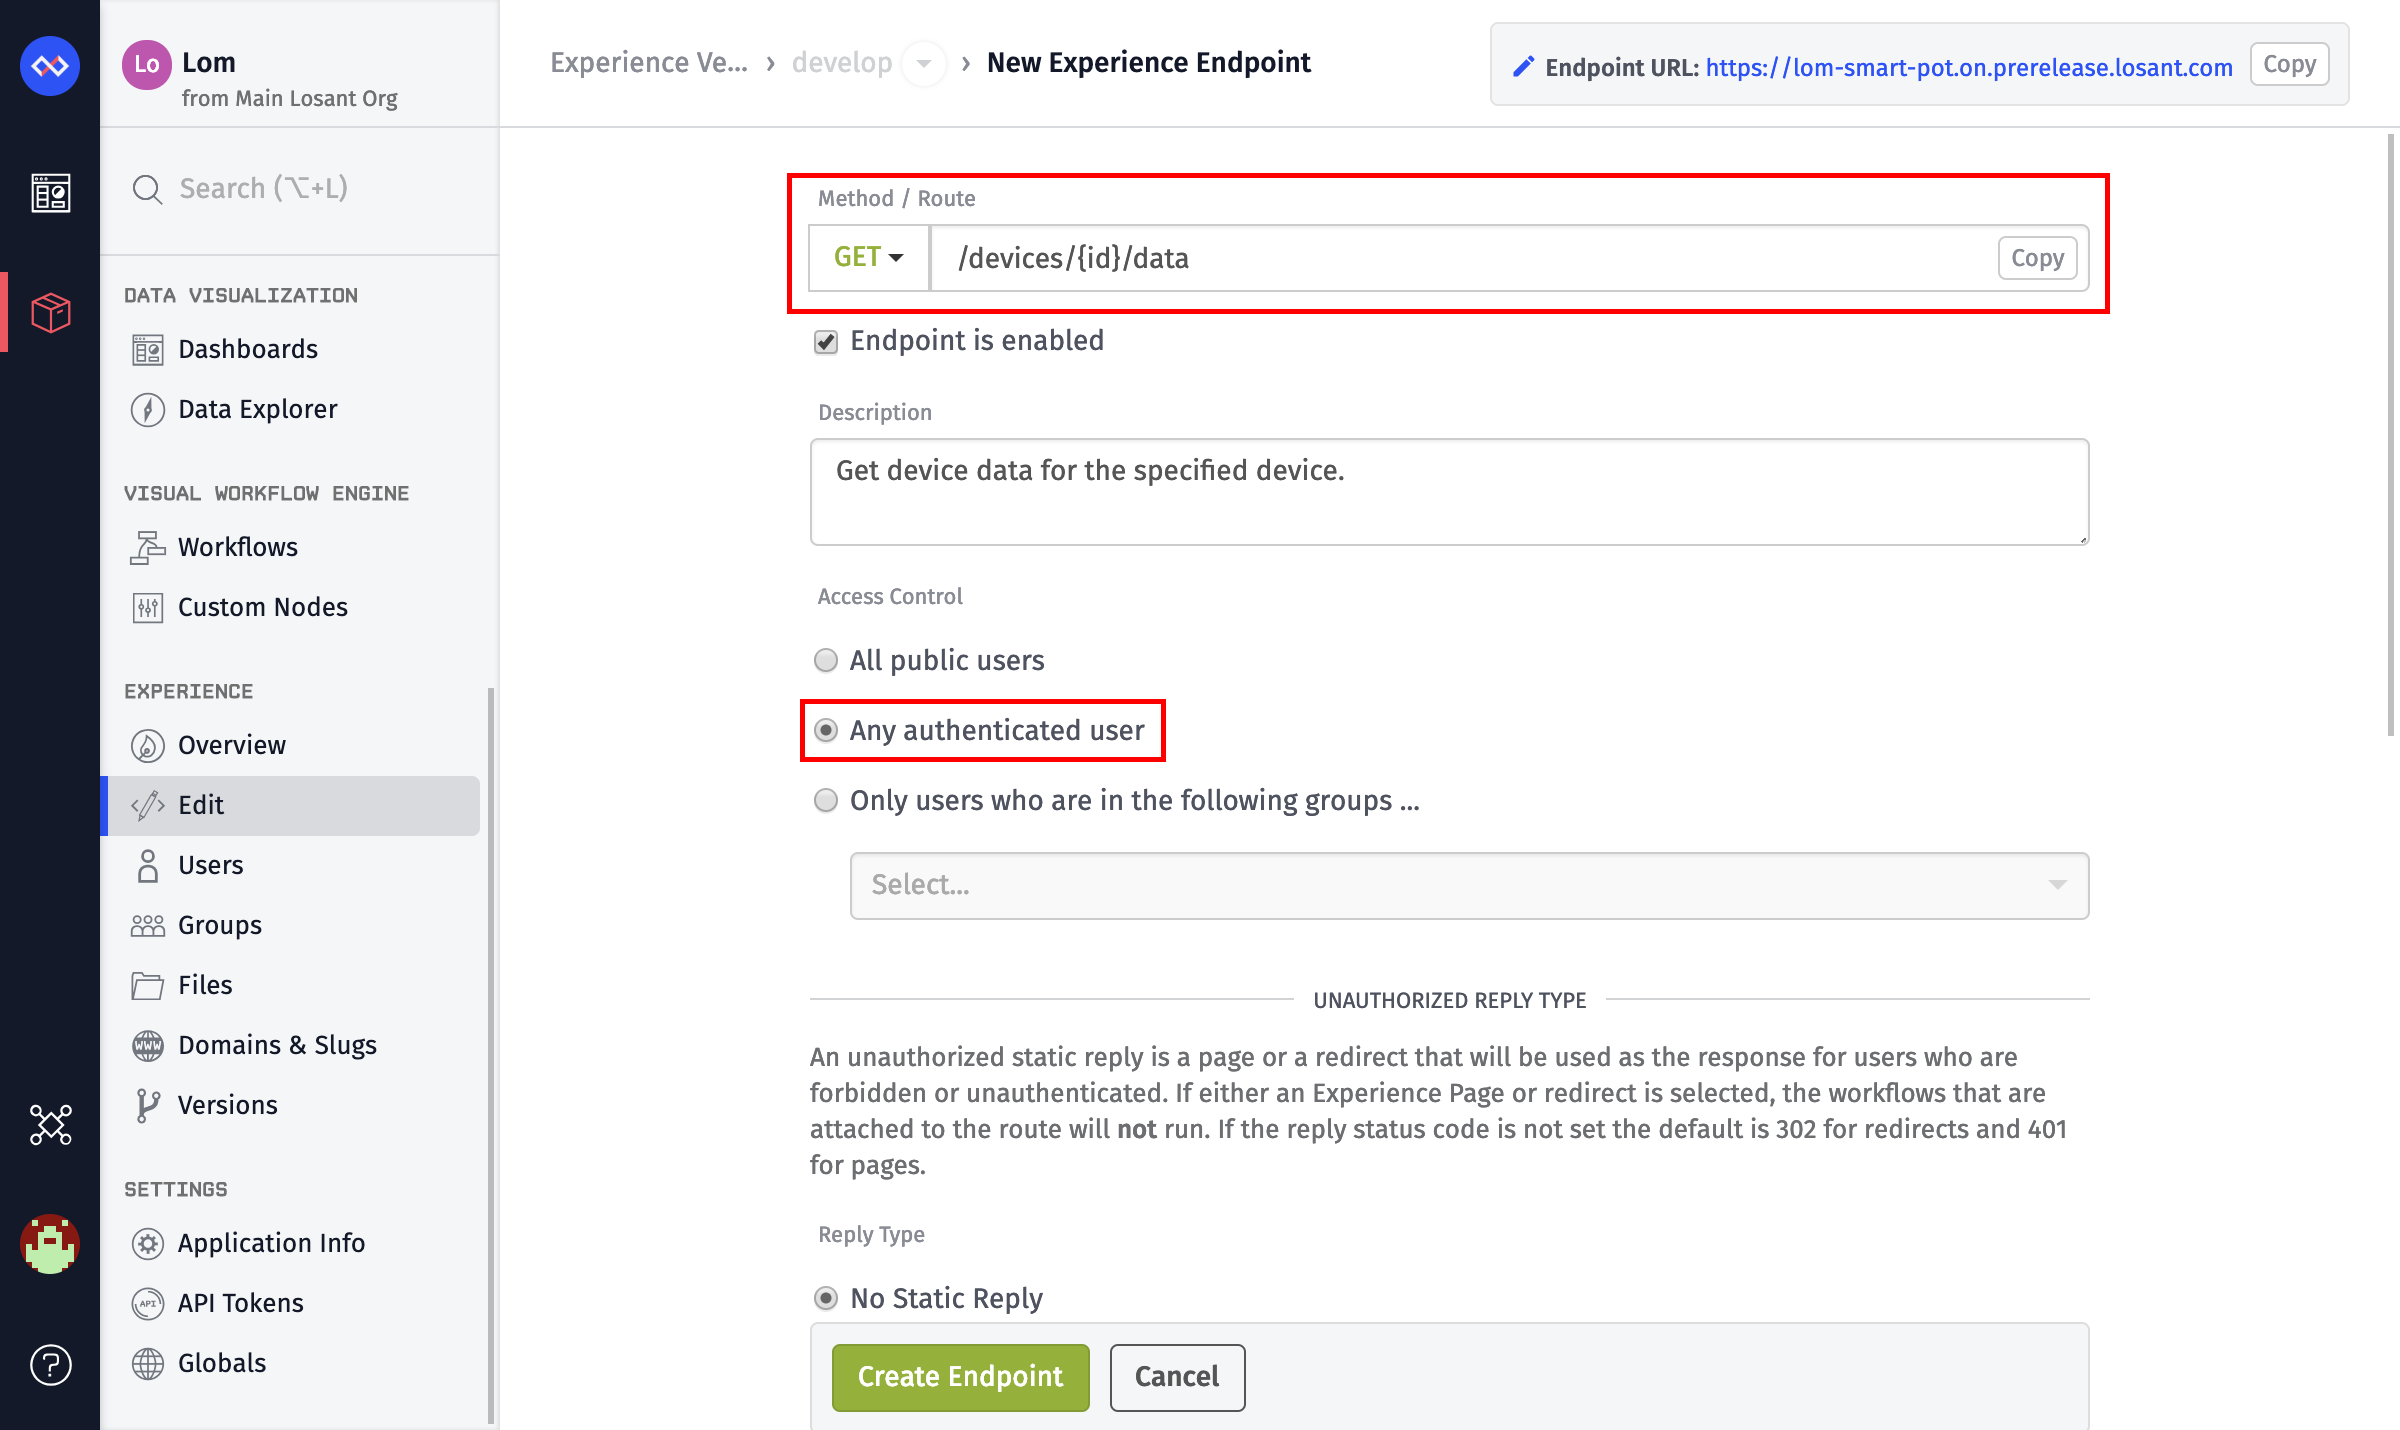 Lo
Lom
from Main Losant Org
Search (⌥+L)
DATA VISUALIZATION
Dashboards
Data Explorer
VISUAL WORKFLOW ENGINE
Workflows
Custom Nodes
EXPERIENCE
Overview
Edit
Users
Groups
Files
WWW
Domains & Slugs
Versions
SETTINGS
Application Info
API
API Tokens
Globals
Experience Ve... › develop › New Experience Endpoint
Endpoint URL: https://lom-smart-pot.on.prerelease.losant.com
Copy
Method / Route
GET
/devices/{id}/data
Copy
Endpoint is enabled
Description
Get device data for the specified device.
Access Control
All public users
Any authenticated user
Only users who are in the following groups ...
Select...
UNAUTHORIZED REPLY TYPE
An unauthorized static reply is a page or a redirect that will be used as the response for users who are
forbidden or unauthenticated. If either an Experience Page or redirect is selected, the workflows that are
attached to the route will not run. If the reply status code is not set the default is 302 for redirects and 401
for pages.
Reply Type
No Static Reply
Create Endpoint
Cancel